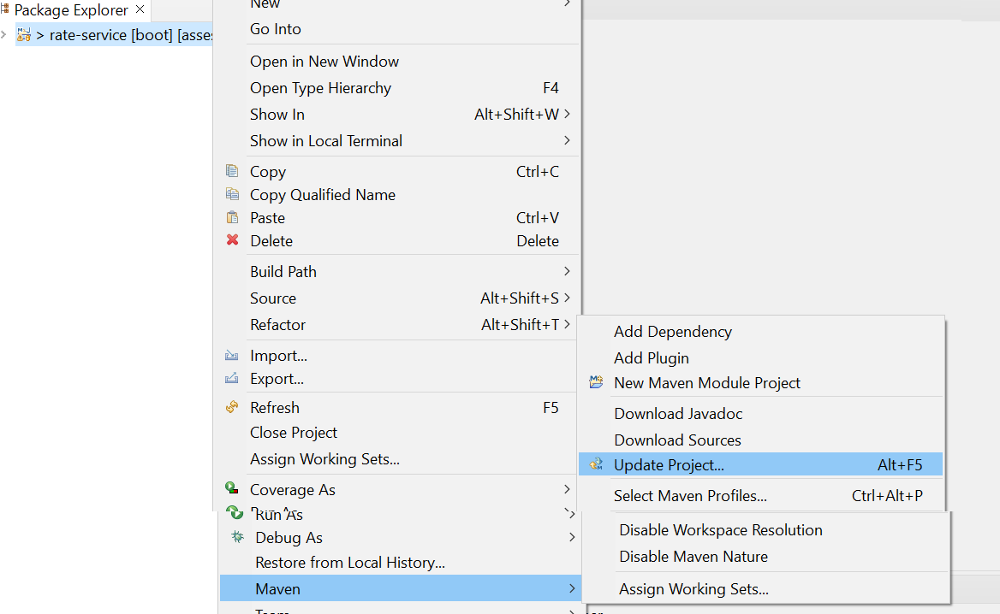 Package Explorer
> rate-service [boot] [asse
New
Go Into
Open in New Window
Open Type Hierarchy F4
Show In Alt+Shift+W
Show in Local Terminal
Copy Ctrl+C
Copy Qualified Name
Paste Ctrl+V
Delete Delete
Build Path
Source Alt+Shift+S
Refactor Alt+Shift+T
Import...
Export...
Refresh F5
Close Project
Assign Working Sets...
Coverage As
Run As
Debug As
Restore from Local History...
Maven
Team
Add Dependency
Add Plugin
New Maven Module Project
Download Javadoc
Download Sources
Update Project... Alt+F5
Select Maven Profiles... Ctrl+Alt+P
Disable Workspace Resolution
Disable Maven Nature
Assign Working Sets...